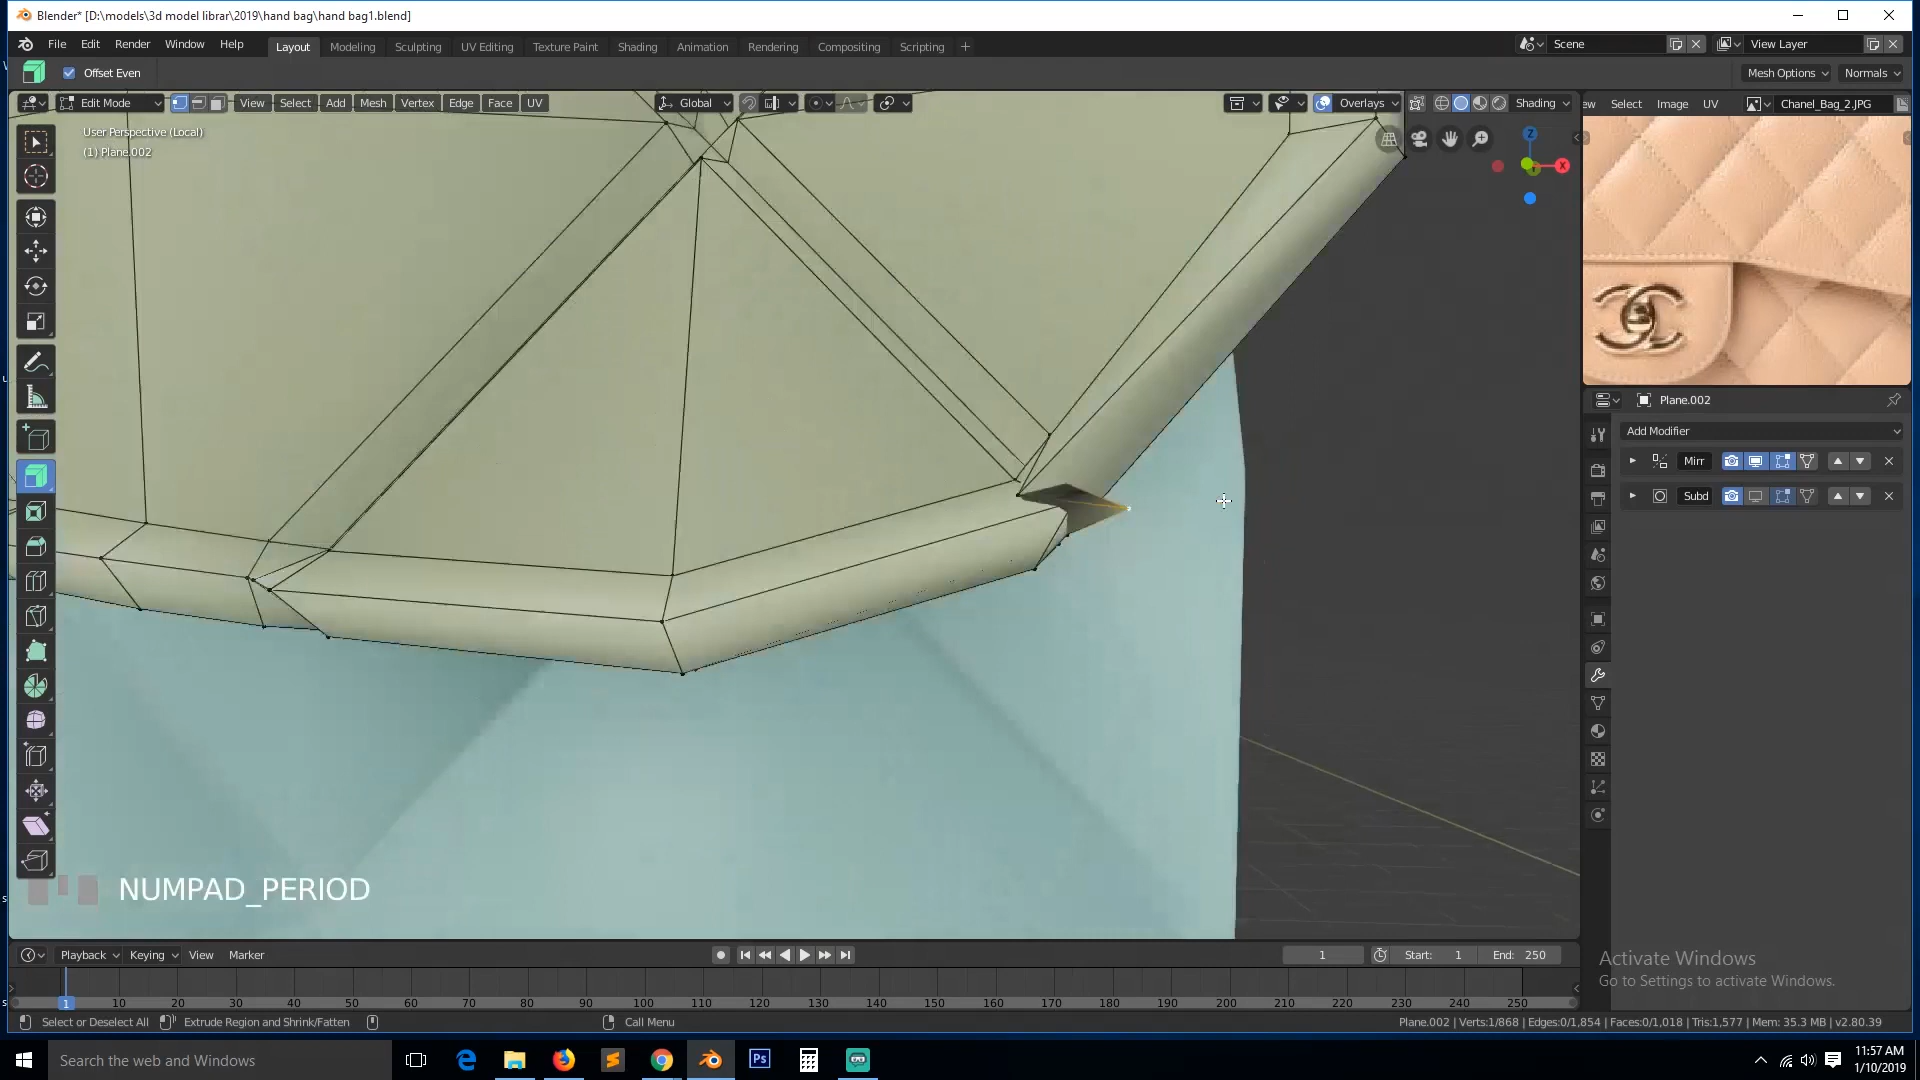 Blender* [D:\models\3d model librar\2019\hand bag\hand bag1.blend]
File Edit Render Window Help Layout Modeling Sculpting UV Editing Texture Paint Shading Animation Rendering Compositing Scripting + Scene View Layer
Offset Even Mesh Options Normals
Edit Mode View Select Add Mesh Vertex Edge Face UV Global Overlays Shading ew Select Image UV Chanel_Bag_2.JPG
User Perspective (Local)
(1) Plane.002
Z
X
Plane.002
Add Modifier
Mirr
Subd
NUMPAD_PERIOD
Playback Keying View Marker 1 Start: 1 End: 250
Activate Windows
Go to Settings to activate Windows.
1 10 20 30 40 50 60 70 80 90 100 110 120 130 140 150 160 170 180 190 200 210 220 230 240 250
Select or Deselect All Extrude Region and Shrink/Fatten Call Menu Plane.002 | Verts:1/868 | Edges:0/1,854 | Faces:0/1,018 | Tris:1,577 | Mem: 35.3 MB | v2.80.39
Search the web and Windows
Ps
11:57 AM
1/10/2019